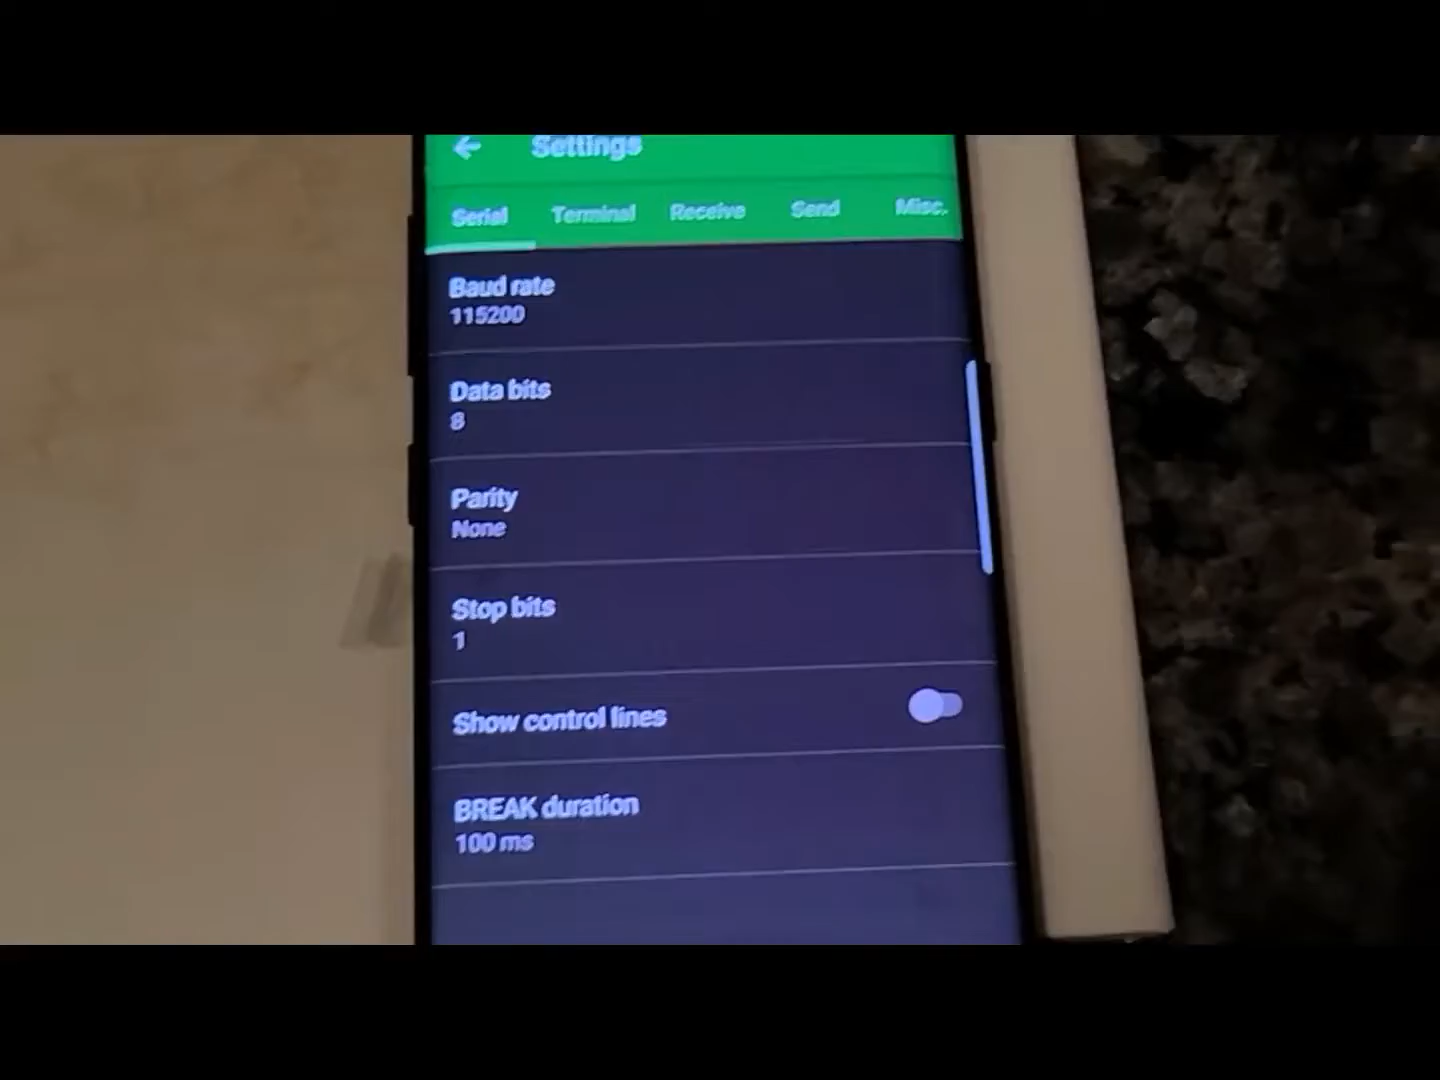 Settings
Serial Terminal Receive Send Misc.
Baud rate
115200
Data bits
8
Parity
None
Stop bits
1
Show control lines
BREAK duration
100 ms